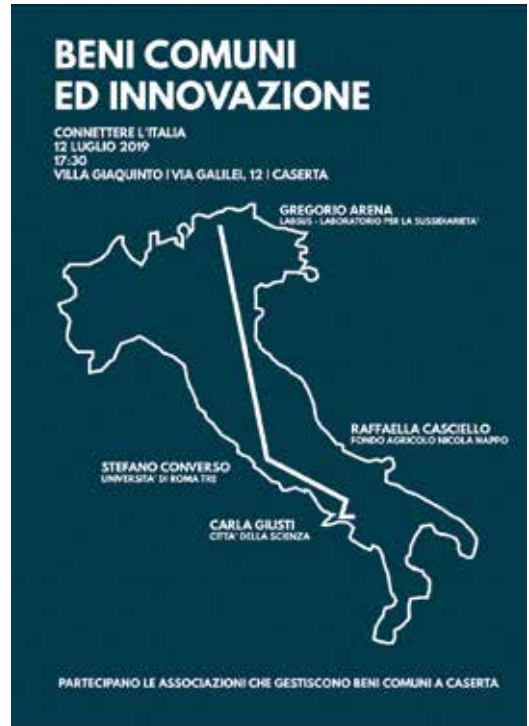 BENI COMUNI
ED INNOVAZIONE
CONNETTERE L'ITALIA
12 LUGLIO 2019
17:30
VILLA GIAQUINTO | VIA GALILEI, 12 | CASERTA
GREGORIO ARENA
LABSUS - LABORATORIO PER LA SUSSIDIARIETA'
RAFFAELLA CASCIELLO
FONDO AGRICOLO NICOLA NAPPO
STEFANO CONVERSO
UNIVERSITA' DI ROMA TRE
CARLA GIUSTI
CITTA' DELLA SCIENZA
PARTECIPANO LE ASSOCIAZIONI CHE GESTISCONO BENI COMUNI A CASERTA